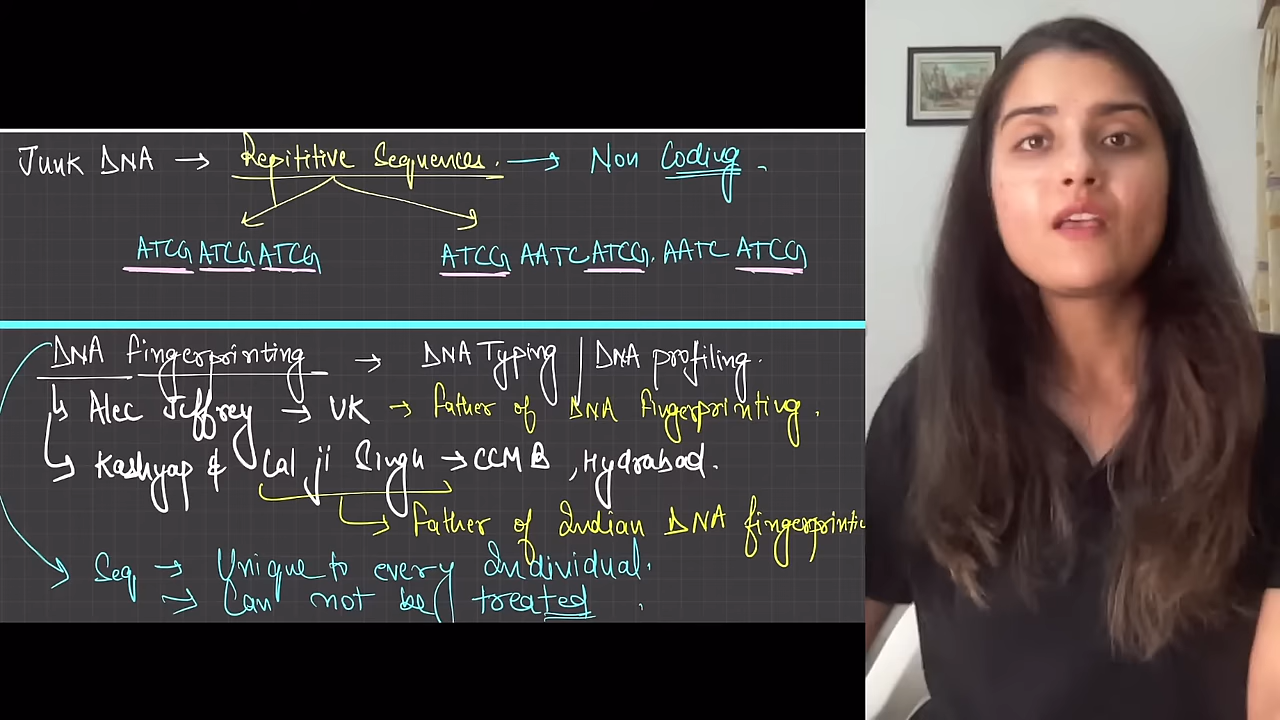 Junk DNA → Repititive Sequences. → Non Coding.
ATCG ATCG ATCG ATCG AATC ATCG. AATC ATCG
DNA fingerprinting → DNA Typing | DNA profiling.
Alec Jeffrey → UK → Father of DNA fingerprinting.
Kashyap & Lal ji Singh → CCMB, Hydrabad.
Father of Indian DNA fingerprintin
Seq → Unique to every Individual.
→ Can not be treated.